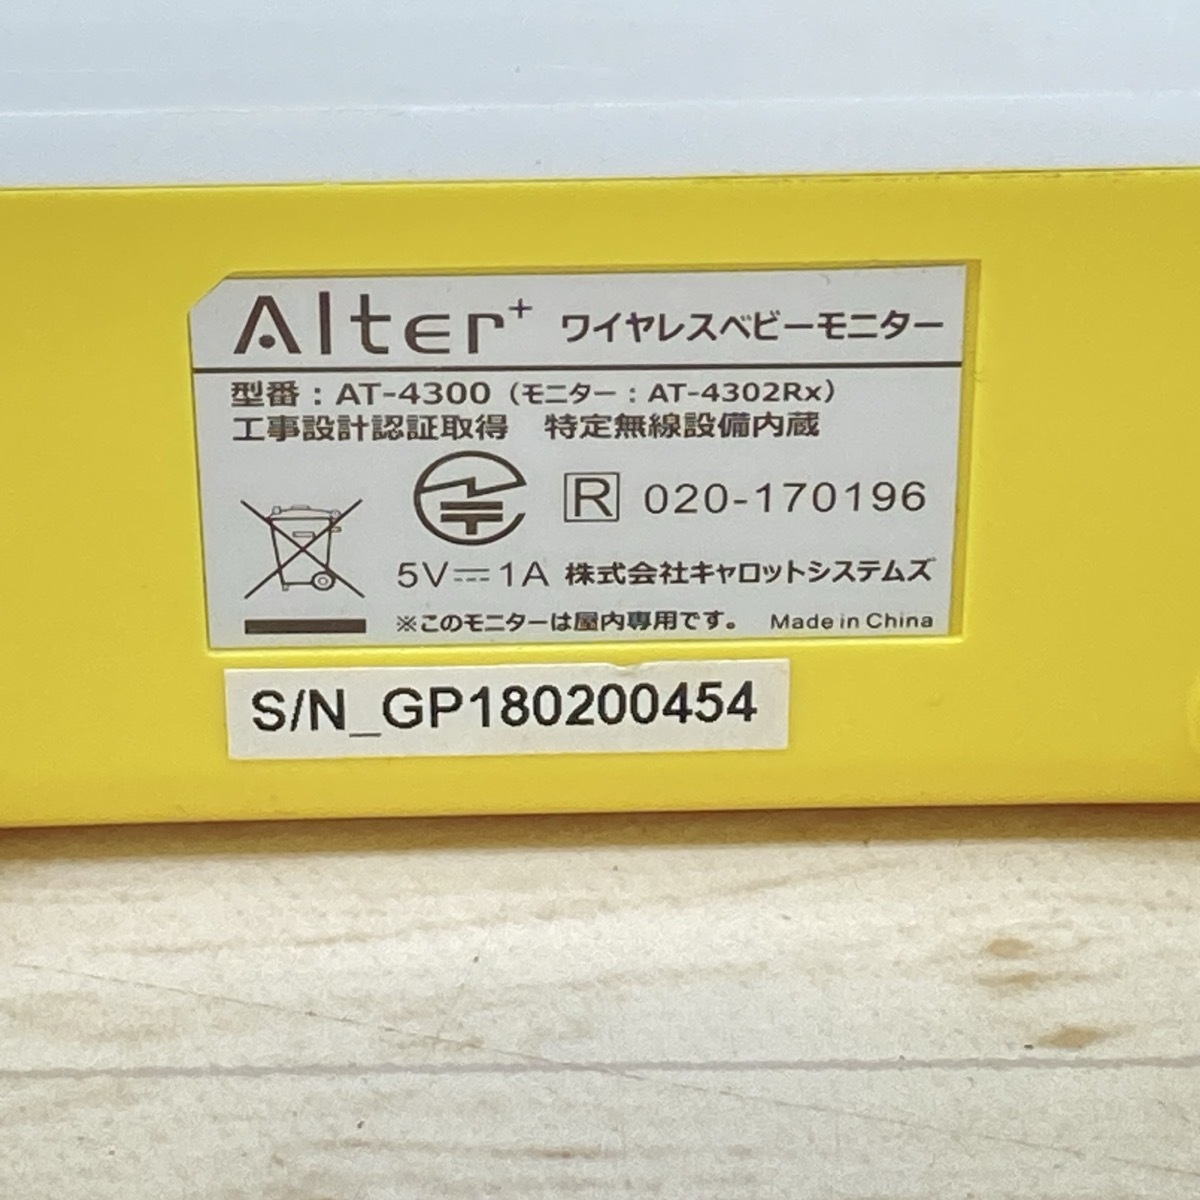 Alter+ ワイヤレスベビーモニター
型番：AT-4300（モニター：AT-4302Rx）
工事設計認証取得　特定無線設備内蔵
R 020-170196
5V⎓1A 株式会社キャロットシステムズ
※このモニターは屋内専用です。 Made in China
S/N_GP180200454